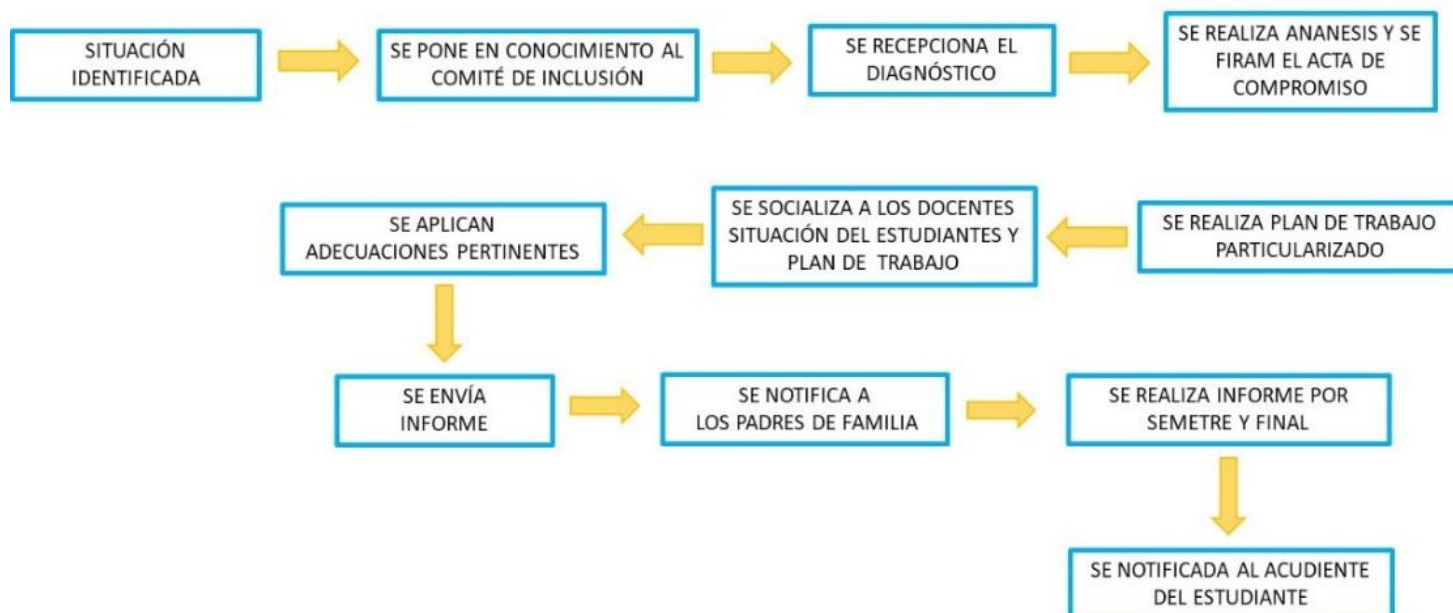 SITUACIÓN
IDENTIFICADA
SE PONE EN CONOCIMIENTO AL
COMITÉ DE INCLUSIÓN
SE RECEPCIONA EL
DIAGNÓSTICO
SE REALIZA ANANESIS Y SE
FIRAM EL ACTA DE
COMPROMISO
SE REALIZA PLAN DE TRABAJO
PARTICULARIZADO
SE SOCIALIZA A LOS DOCENTES
SITUACIÓN DEL ESTUDIANTES Y
PLAN DE TRABAJO
SE APLICAN
ADECUACIONES PERTINENTES
SE ENVÍA
INFORME
SE NOTIFICA A
LOS PADRES DE FAMILIA
SE REALIZA INFORME POR
SEMETRE Y FINAL
SE NOTIFICADA AL ACUDIENTE
DEL ESTUDIANTE